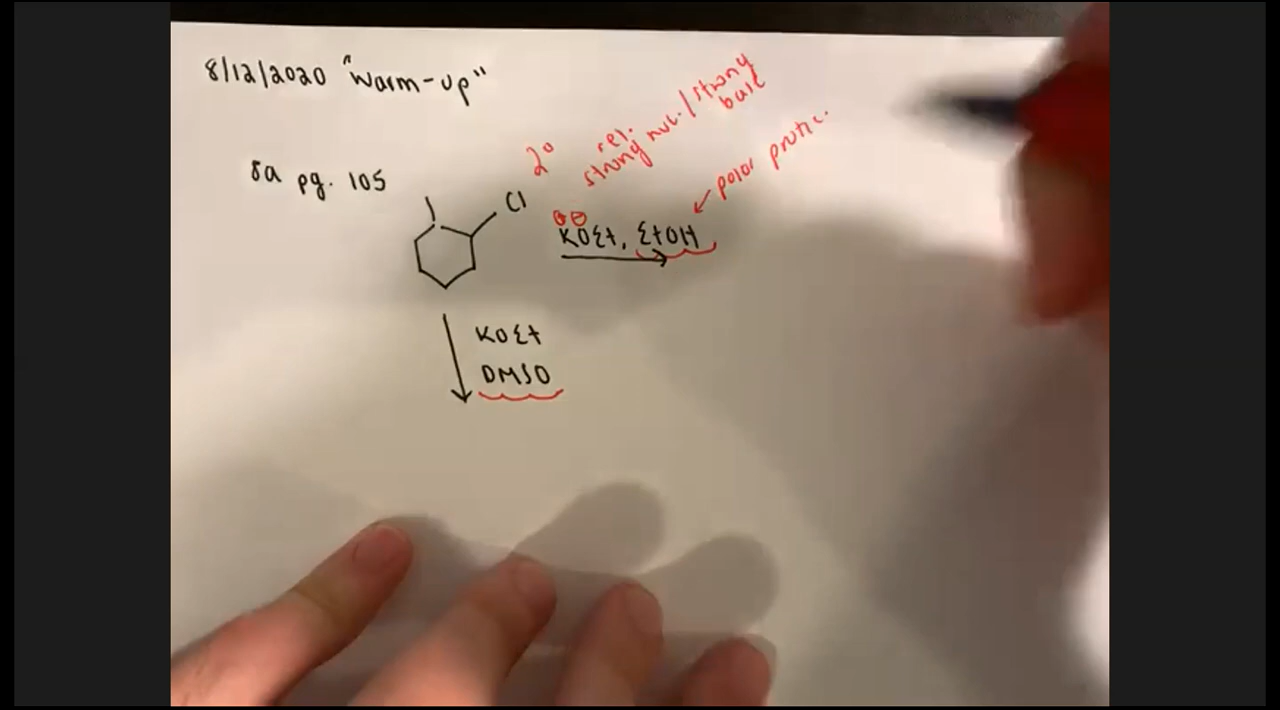 8/12/2020 "Warm-up"
8a pg. 105
Cl
2°
rel.
strong nuc./strong
base
polar protic.
⊕⊖
KOEt, EtOH
KOEt
DMSO